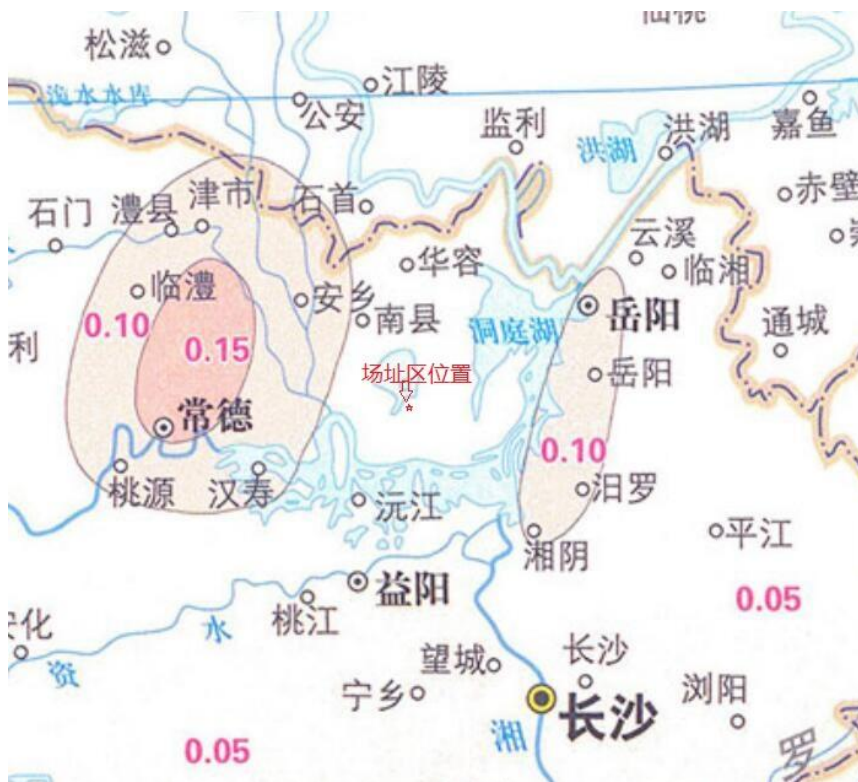 松滋
江陵
洈水水库
公安
监利
洪湖
洪湖
嘉鱼
赤壁
石门
澧县
津市
石首
云溪
临湘
华容
临澧
安乡
南县
洞庭湖
岳阳
通城
利
0.10
0.15
场址区位置
岳阳
常德
0.10
桃源
汉寿
沅江
汨罗
湘阴
平江
益阳
桃江
0.05
化
资
水
望城
长沙
宁乡
浏阳
长沙
湘
0.05
罗